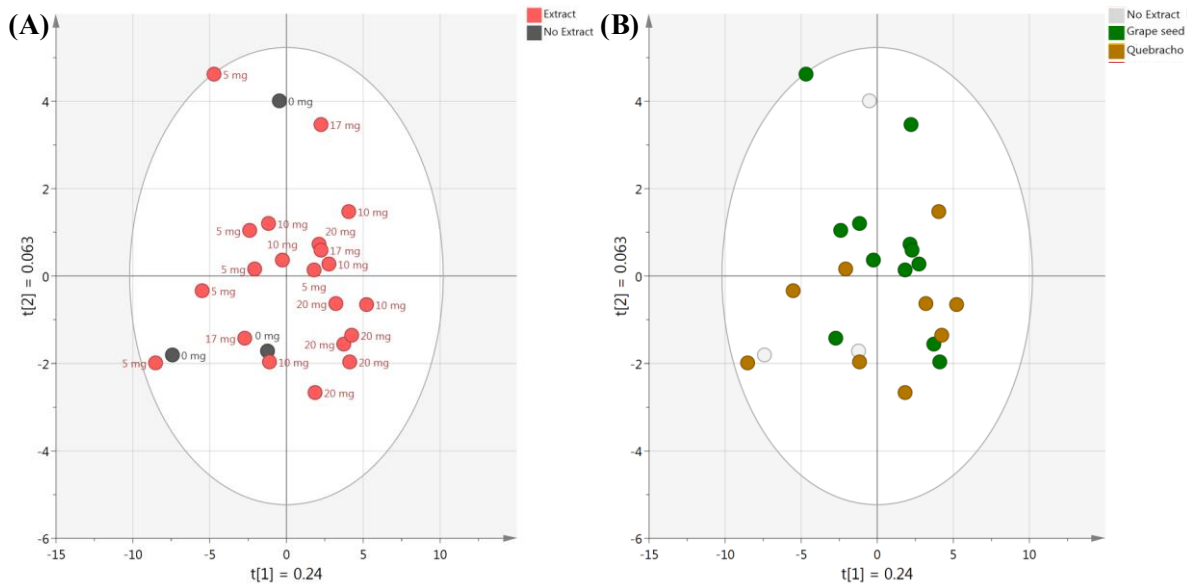 (A)
Extract
No Extract
5 mg
0 mg
17 mg
10 mg
10 mg
5 mg
20 mg
10 mg
17 mg
10 mg
5 mg
5 mg
5 mg
20 mg
10 mg
17 mg
0 mg
20 mg
20 mg
0 mg
5 mg
10 mg
20 mg
20 mg
4
2
0
-2
-4
-6
-15
-10
-5
0
5
10
t[2] = 0.063
t[1] = 0.24
(B)
No Extract
Grape seed
Quebracho
4
2
0
-2
-4
-6
-15
-10
-5
0
5
10
t[2] = 0.063
t[1] = 0.24